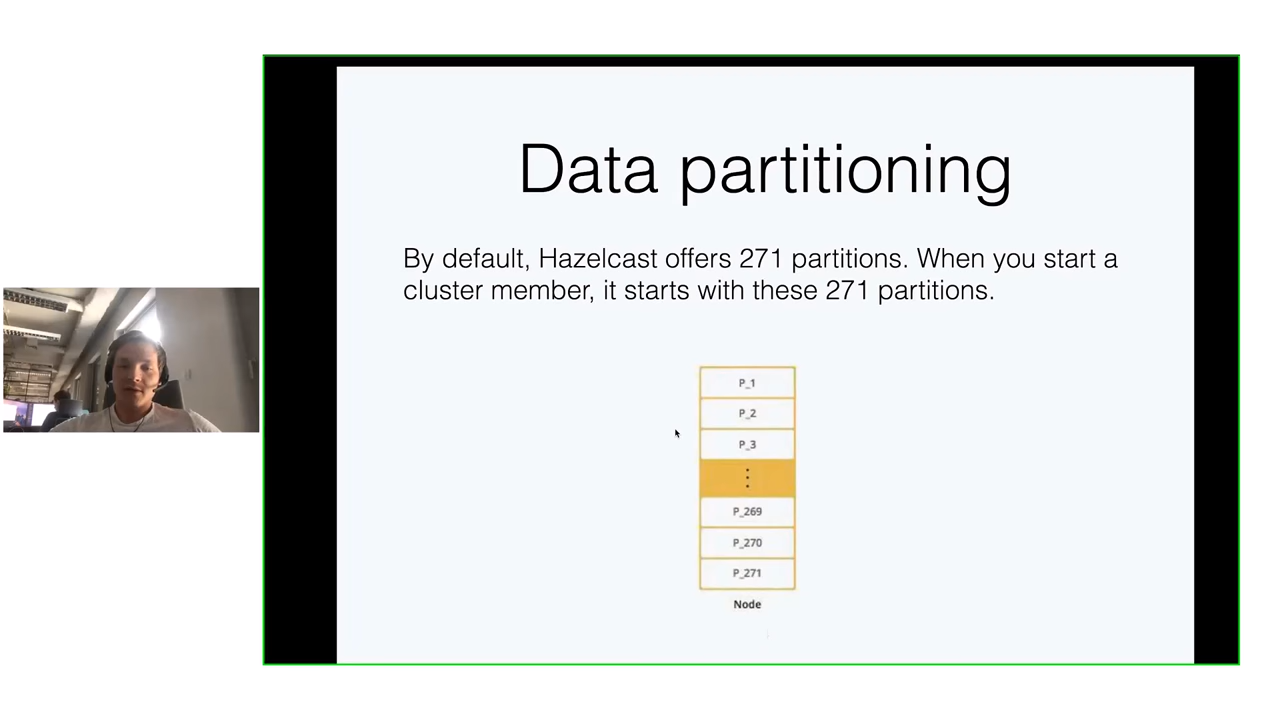 Data partitioning
By default, Hazelcast offers 271 partitions. When you start a
cluster member, it starts with these 271 partitions.
P_1
P_2
P_3
⋮
P_269
P_270
P_271
Node